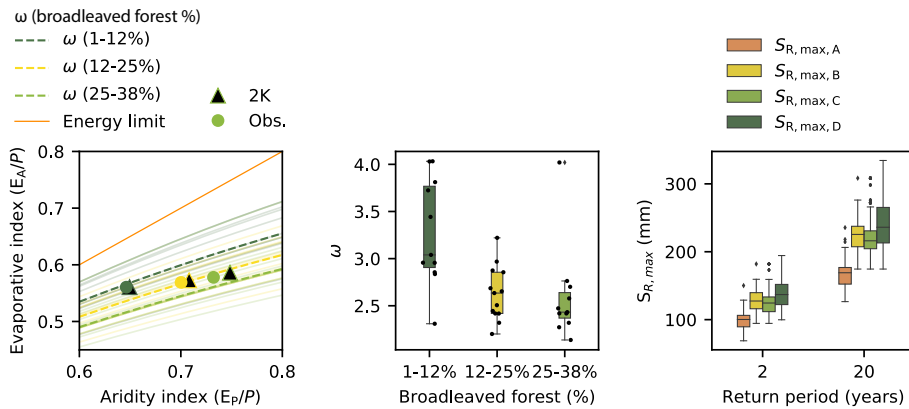 ω (broadleaved forest %)
ω (1-12%)
ω (12-25%)
ω (25-38%)
Energy limit
2K
Obs.
Evaporative index (E_A/P)
0.8
0.7
0.6
0.5
0.6
0.7
0.8
Aridity index (E_P/P)
ω
4.0
3.5
3.0
2.5
1-12%
12-25%
25-38%
Broadleaved forest (%)
S_R,max,A
S_R,max,B
S_R,max,C
S_R,max,D
S_R,max (mm)
300
200
100
2
20
Return period (years)